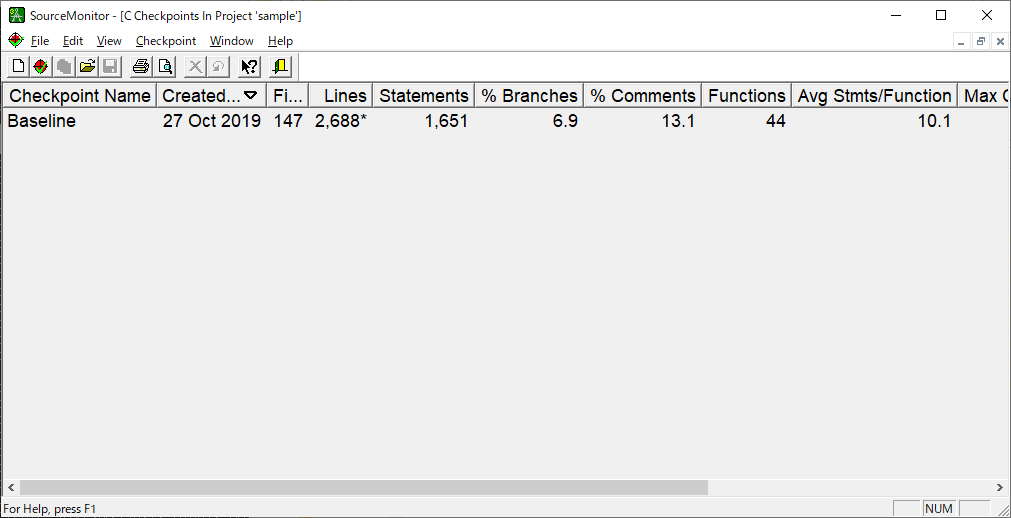 SourceMonitor - [C Checkpoints In Project 'sample']
File Edit View Checkpoint Window Help
Checkpoint Name Created... Fi... Lines Statements % Branches % Comments Functions Avg Stmts/Function Max
Baseline 27 Oct 2019 147 2,688* 1,651 6.9 13.1 44 10.1
For Help, press F1 NUM